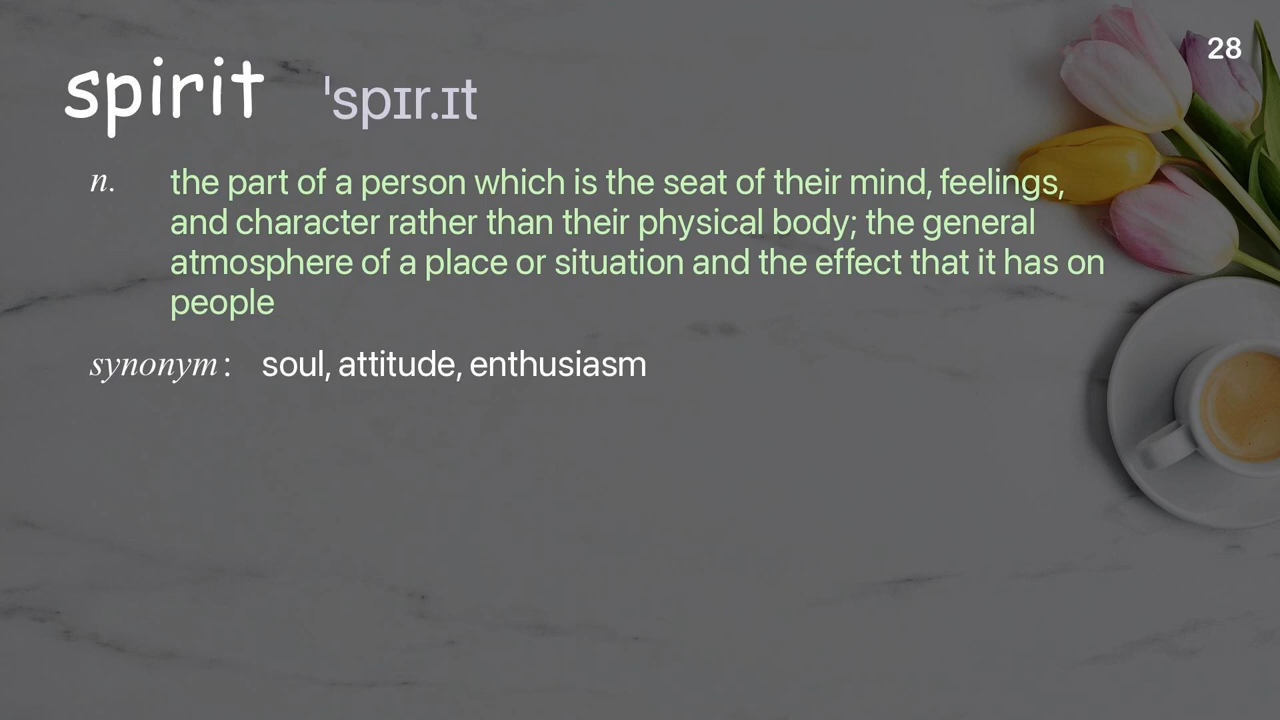 28
spirit ˈspɪr.ɪt
n. the part of a person which is the seat of their mind, feelings,
and character rather than their physical body; the general
atmosphere of a place or situation and the effect that it has on
people
synonym: soul, attitude, enthusiasm